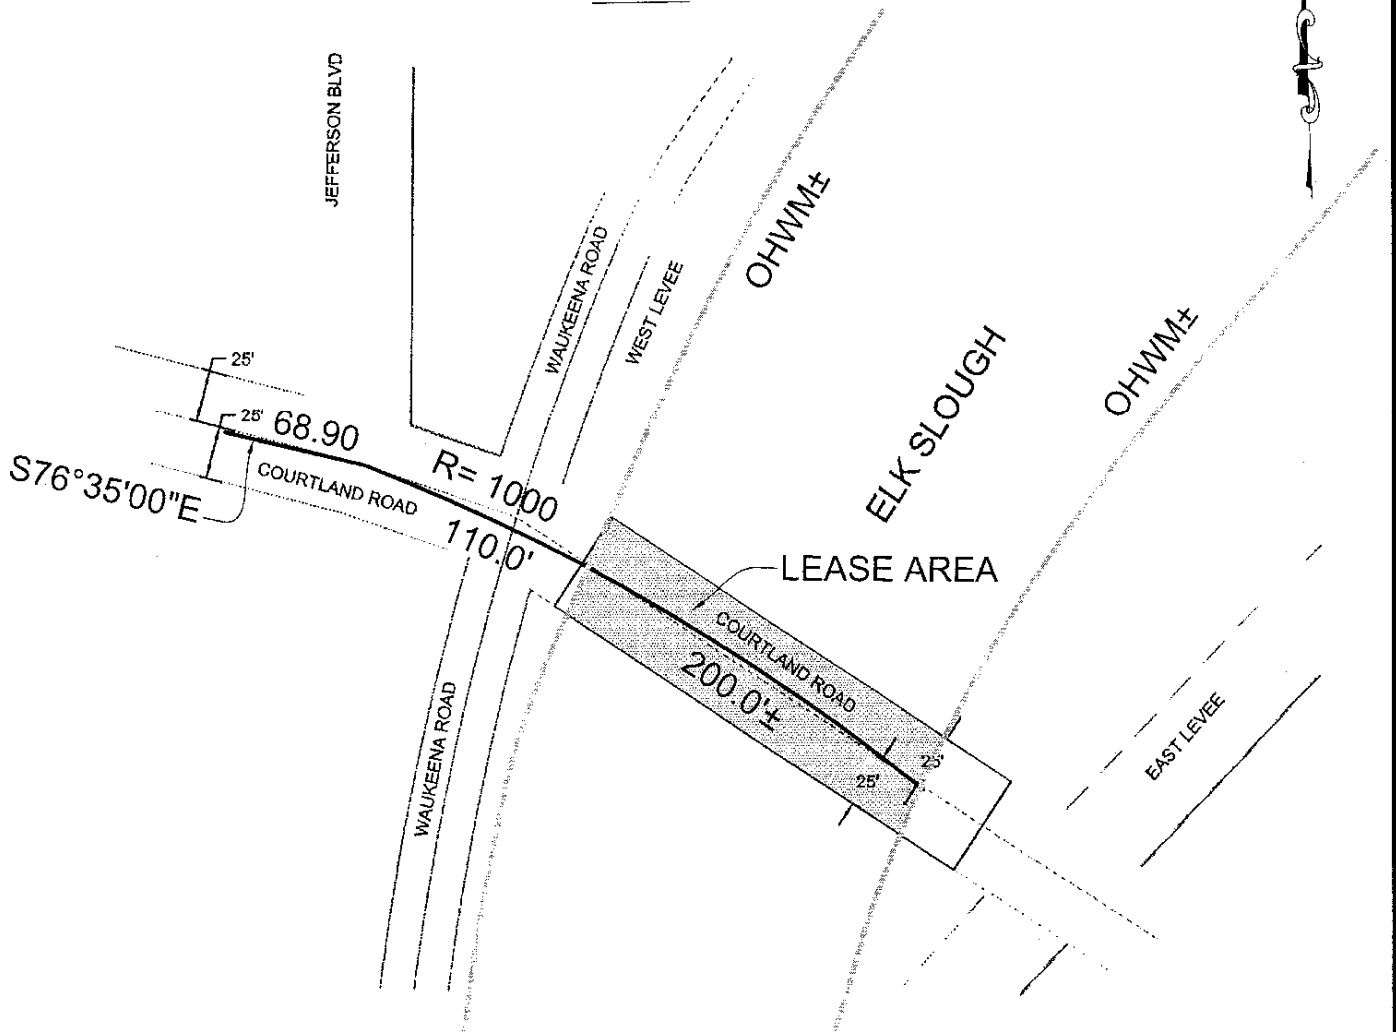 JEFFERSON BLVD
OHWM±
WAUKEENA ROAD
WEST LEVEE
OHWM±
ELK SLOUGH
25'
25'
68.90
S76°35'00"E
COURTLAND ROAD
R= 1000
110.0'
LEASE AREA
COURTLAND ROAD
200.0'±
25'
25'
WAUKEENA ROAD
EAST LEVEE